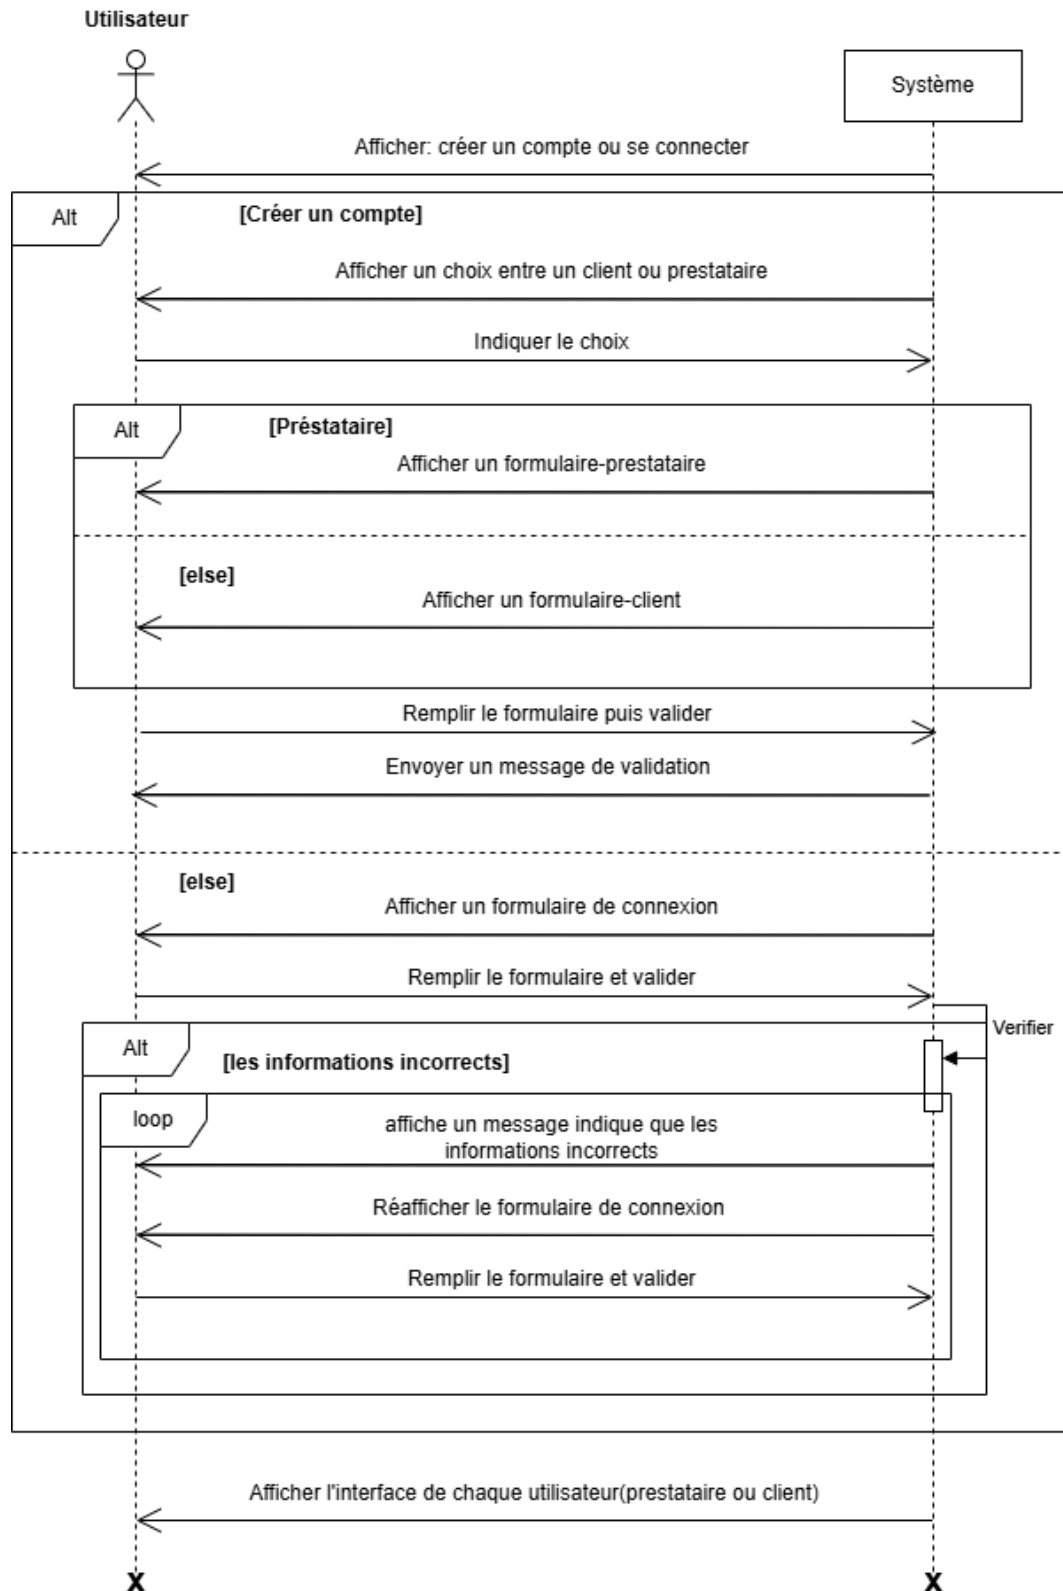 Utilisateur
Système
Afficher: créer un compte ou se connecter
Alt
[Créer un compte]
Afficher un choix entre un client ou prestataire
Indiquer le choix
Alt
[Préstataire]
Afficher un formulaire-prestataire
[else]
Afficher un formulaire-client
Remplir le formulaire puis valider
Envoyer un message de validation
[else]
Afficher un formulaire de connexion
Remplir le formulaire et valider
Verifier
Alt
[les informations incorrects]
loop
affiche un message indique que les
informations incorrects
Réafficher le formulaire de connexion
Remplir le formulaire et valider
Afficher l'interface de chaque utilisateur(prestataire ou client)
X
X